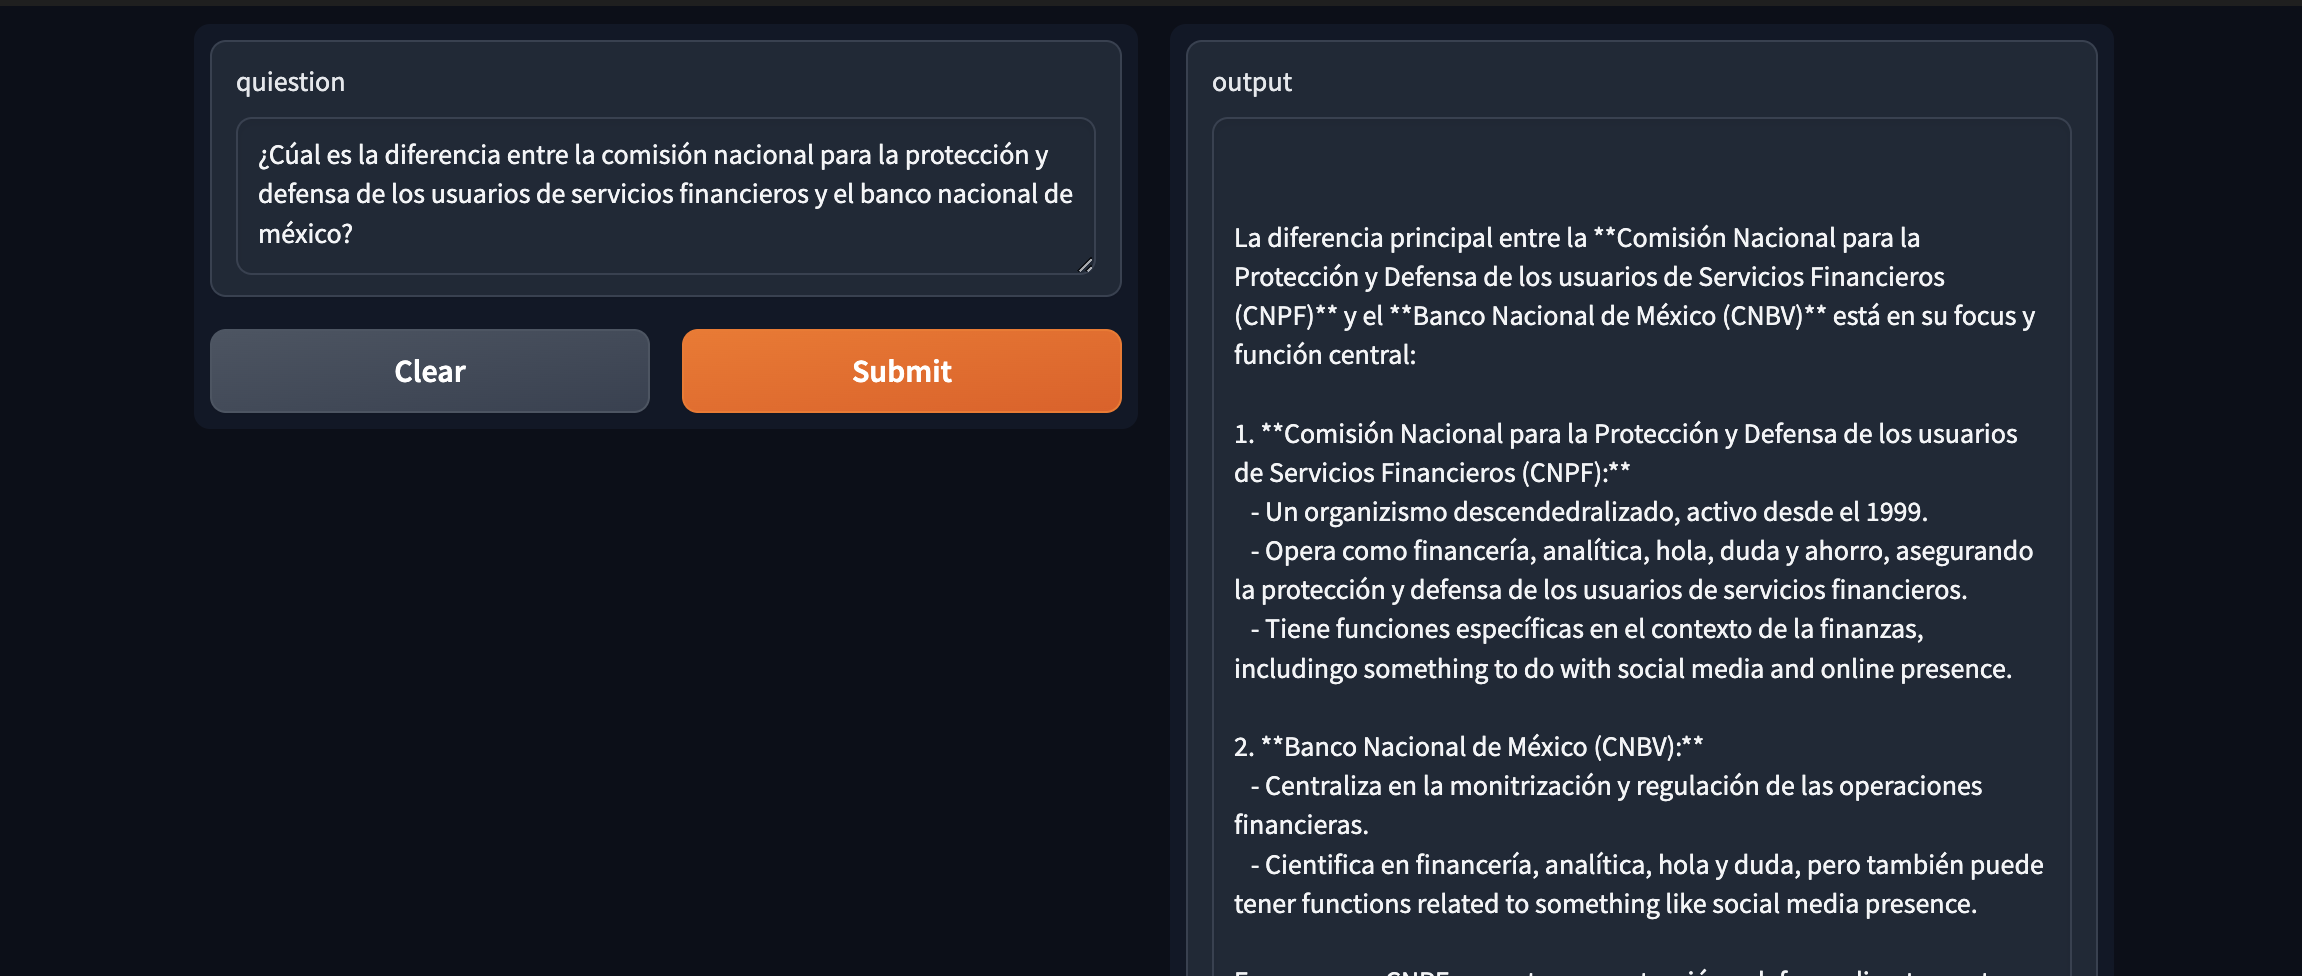 quiestion
¿Cúal es la diferencia entre la comisión nacional para la protección y
defensa de los usuarios de servicios financieros y el banco nacional de
méxico?
Clear
Submit
output
La diferencia principal entre la **Comisión Nacional para la
Protección y Defensa de los usuarios de Servicios Financieros
(CNPF)** y el **Banco Nacional de México (CNBV)** está en su focus y
función central:
1. **Comisión Nacional para la Protección y Defensa de los usuarios
de Servicios Financieros (CNPF):**
- Un organizismo descendedralizado, activo desde el 1999.
- Opera como financería, analítica, hola, duda y ahorro, asegurando
la protección y defensa de los usuarios de servicios financieros.
- Tiene funciones específicas en el contexto de la finanzas,
includingo something to do with social media and online presence.
2. **Banco Nacional de México (CNBV):**
- Centraliza en la monitrización y regulación de las operaciones
financieras.
- Cientifica en financería, analítica, hola y duda, pero también puede
tener functions related to something like social media presence.